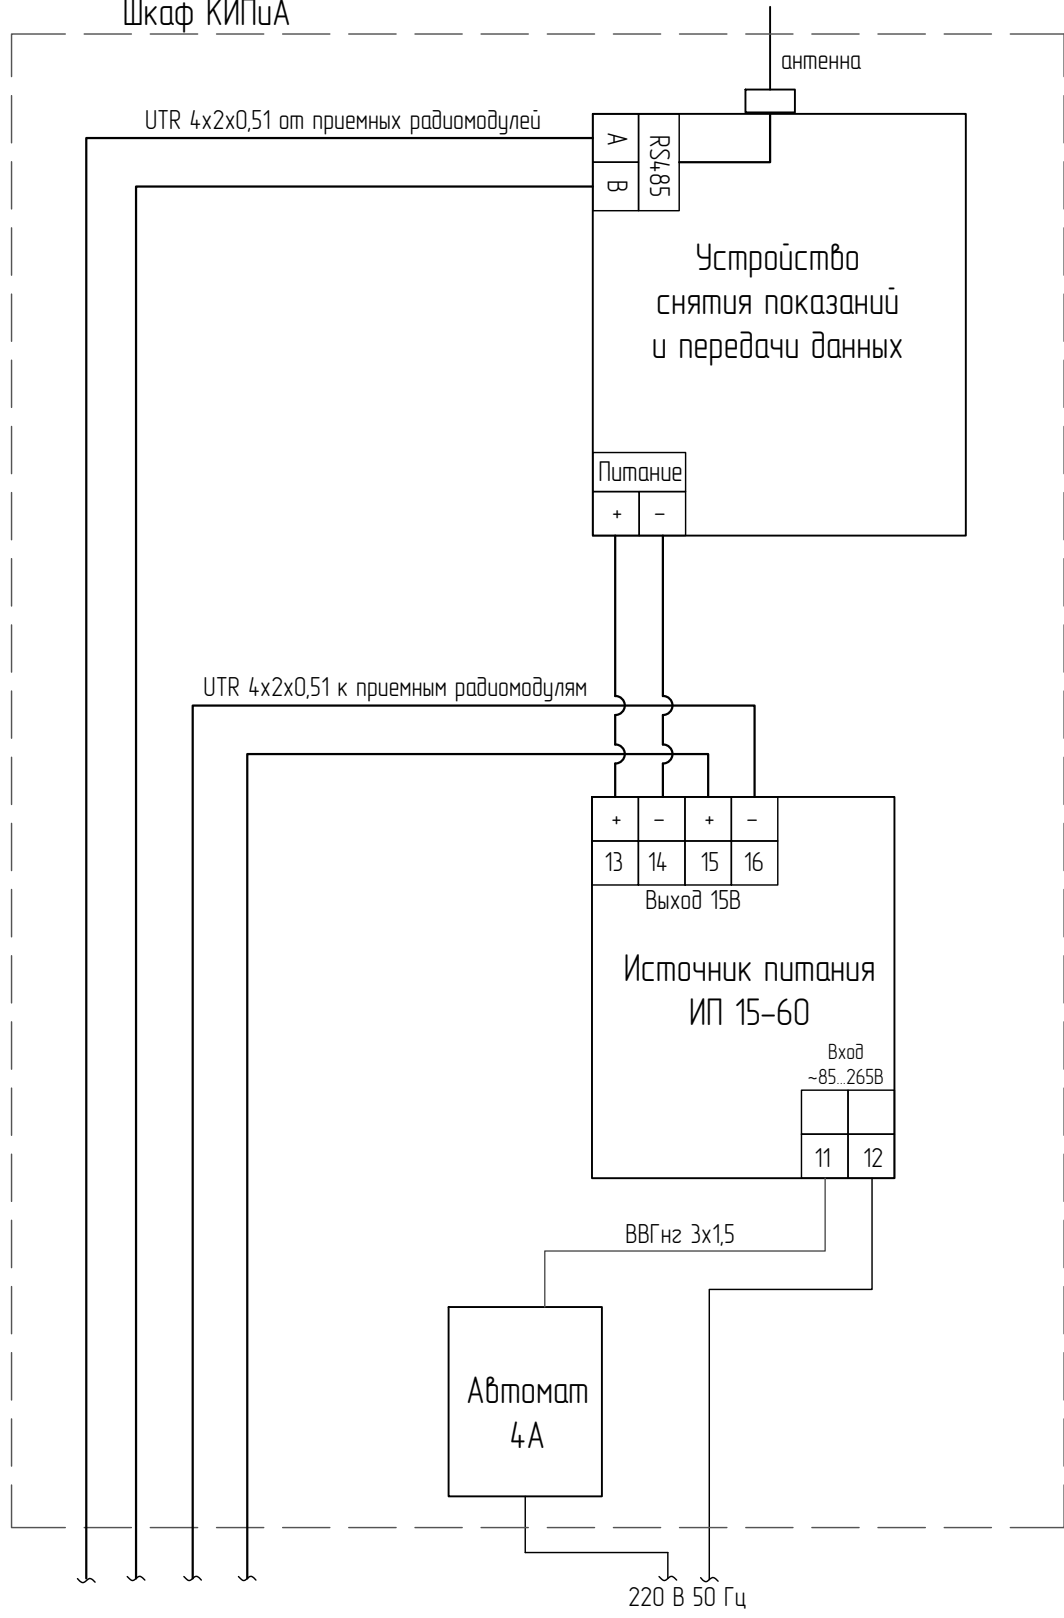 Шкаф КИПиА
антенна
UTR 4x2x0,51 от приемных радиомодулей
A
B
RS485
Устройство
снятия показаний
и передачи данных
Питание
+ –
UTR 4x2x0,51 к приемным радиомодулям
+ – + –
13 14 15 16
Выход 15В
Источник питания
ИП 15-60
Вход
~85...265В
11 12
ВВГнг 3x1,5
Автомат
4А
220 В 50 Гц